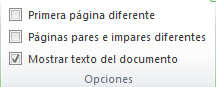 Primera página diferente
Páginas pares e impares diferentes
Mostrar texto del documento
Opciones